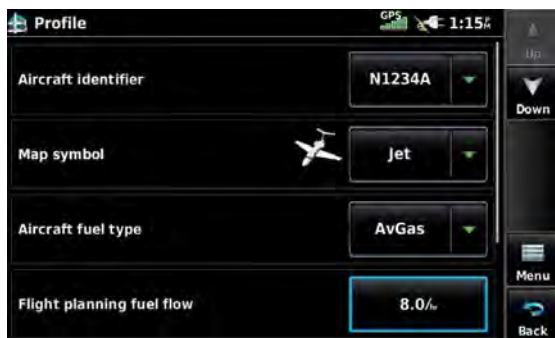 Profile
GPS
1:15
Up
Aircraft identifier
N1234A
Down
Map symbol
Jet
Aircraft fuel type
AvGas
Menu
Flight planning fuel flow
8.0/hr
Back